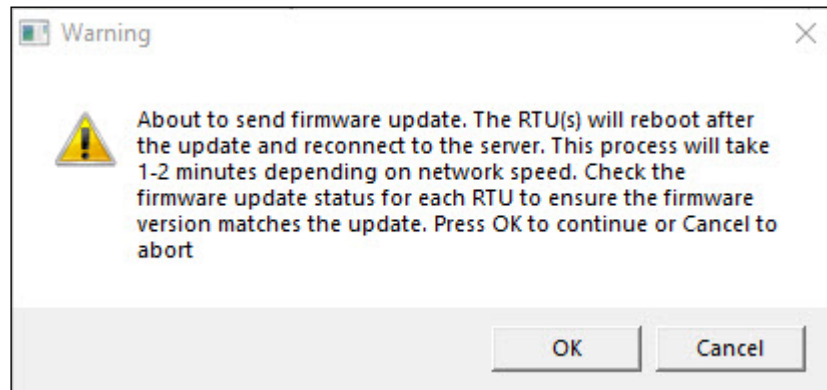 Warning
About to send firmware update. The RTU(s) will reboot after
the update and reconnect to the server. This process will take
1-2 minutes depending on network speed. Check the
firmware update status for each RTU to ensure the firmware
version matches the update. Press OK to continue or Cancel to
abort
OK
Cancel